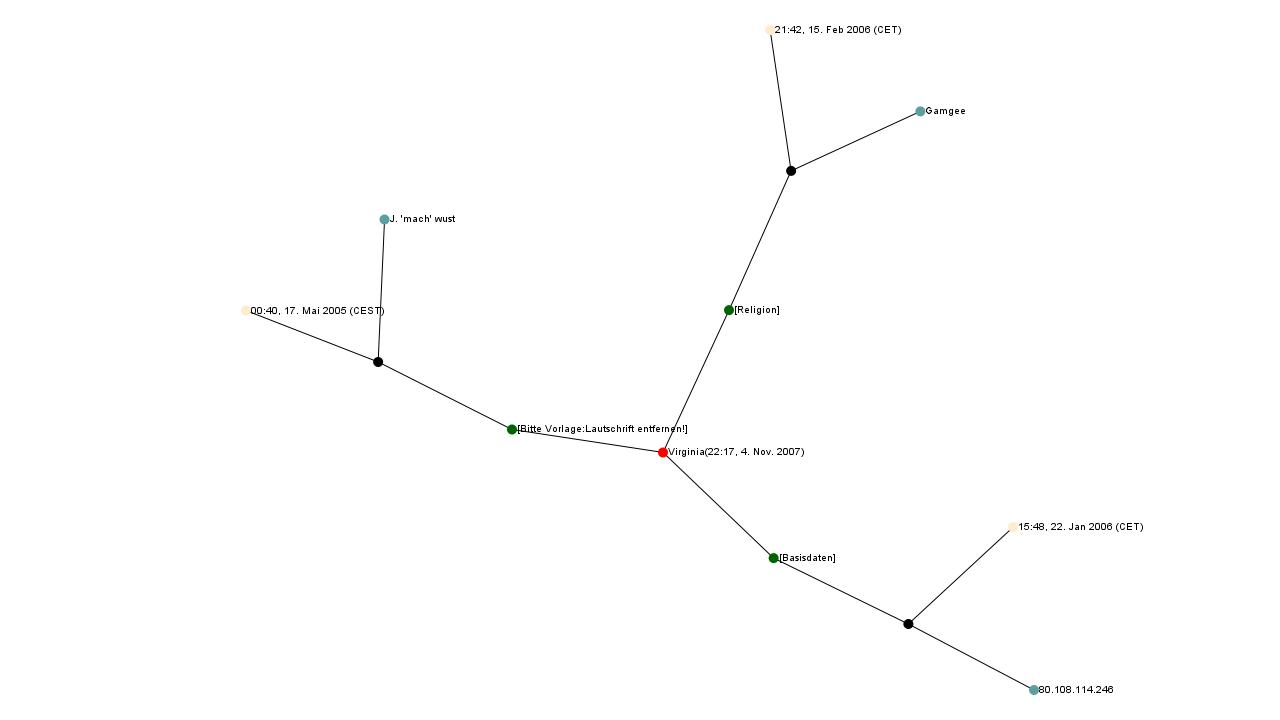 21:42, 15. Feb 2006 (CET)
Gamgee
J. 'mach' wust
00:40, 17. Mai 2005 (CEST)
[Religion]
[Bitte Vorlage:Lautschrift entfernen!]
Virginia(22:17, 4. Nov. 2007)
15:48, 22. Jan 2006 (CET)
[Basisdaten]
80.108.114.246